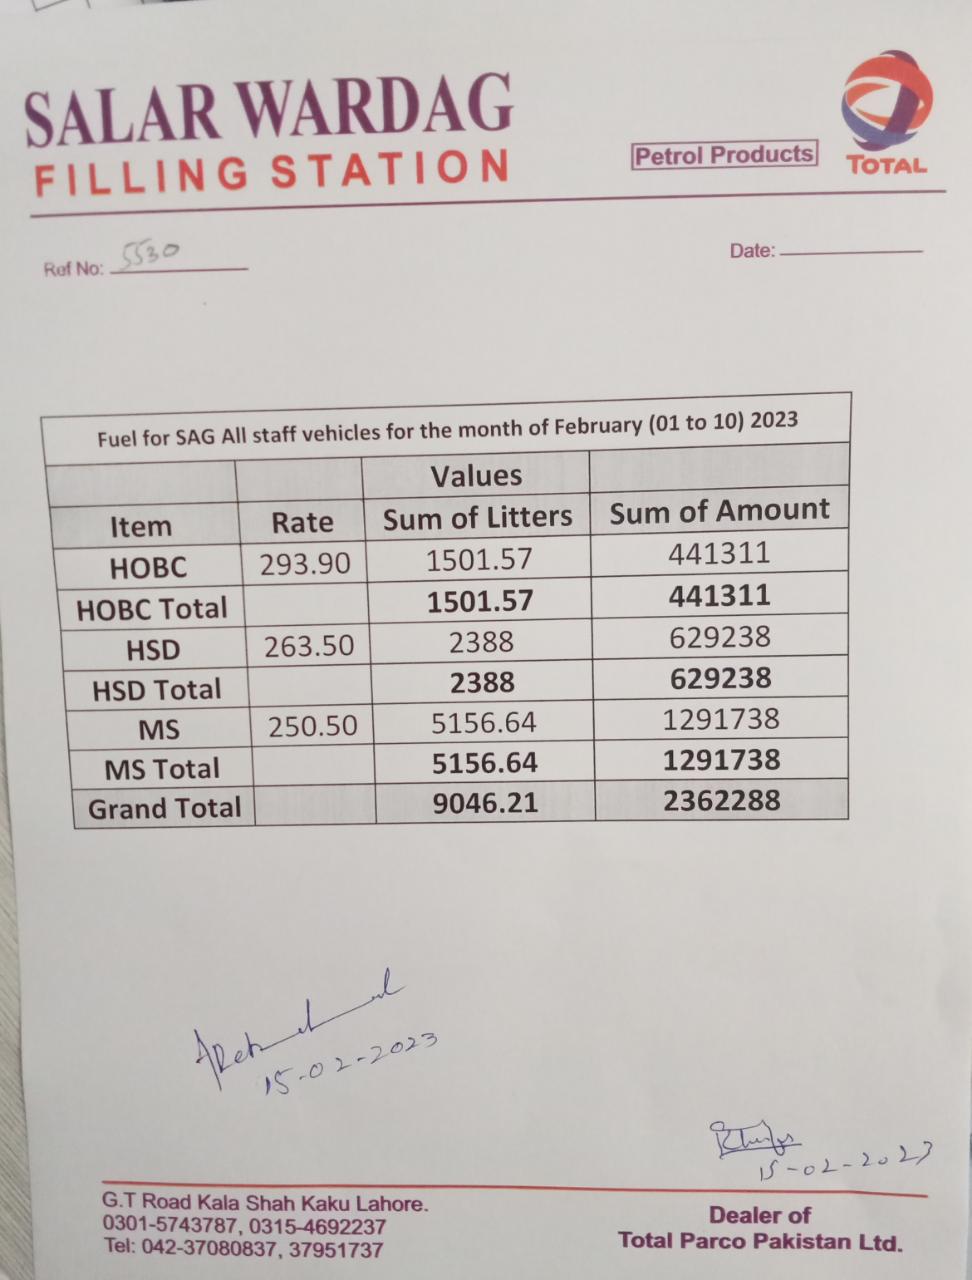 SALAR WARDAG
FILLING STATION
Petrol Products
TOTAL
Ref No: 5530
Date:
Fuel for SAG All staff vehicles for the month of February (01 to 10) 2023
Values
Item Rate Sum of Litters Sum of Amount
HOBC 293.90 1501.57 441311
HOBC Total 1501.57 441311
HSD 263.50 2388 629238
HSD Total 2388 629238
MS 250.50 5156.64 1291738
MS Total 5156.64 1291738
Grand Total 9046.21 2362288
15-02-2023
15-02-2023
G.T Road Kala Shah Kaku Lahore.
0301-5743787, 0315-4692237
Tel: 042-37080837, 37951737
Dealer of
Total Parco Pakistan Ltd.